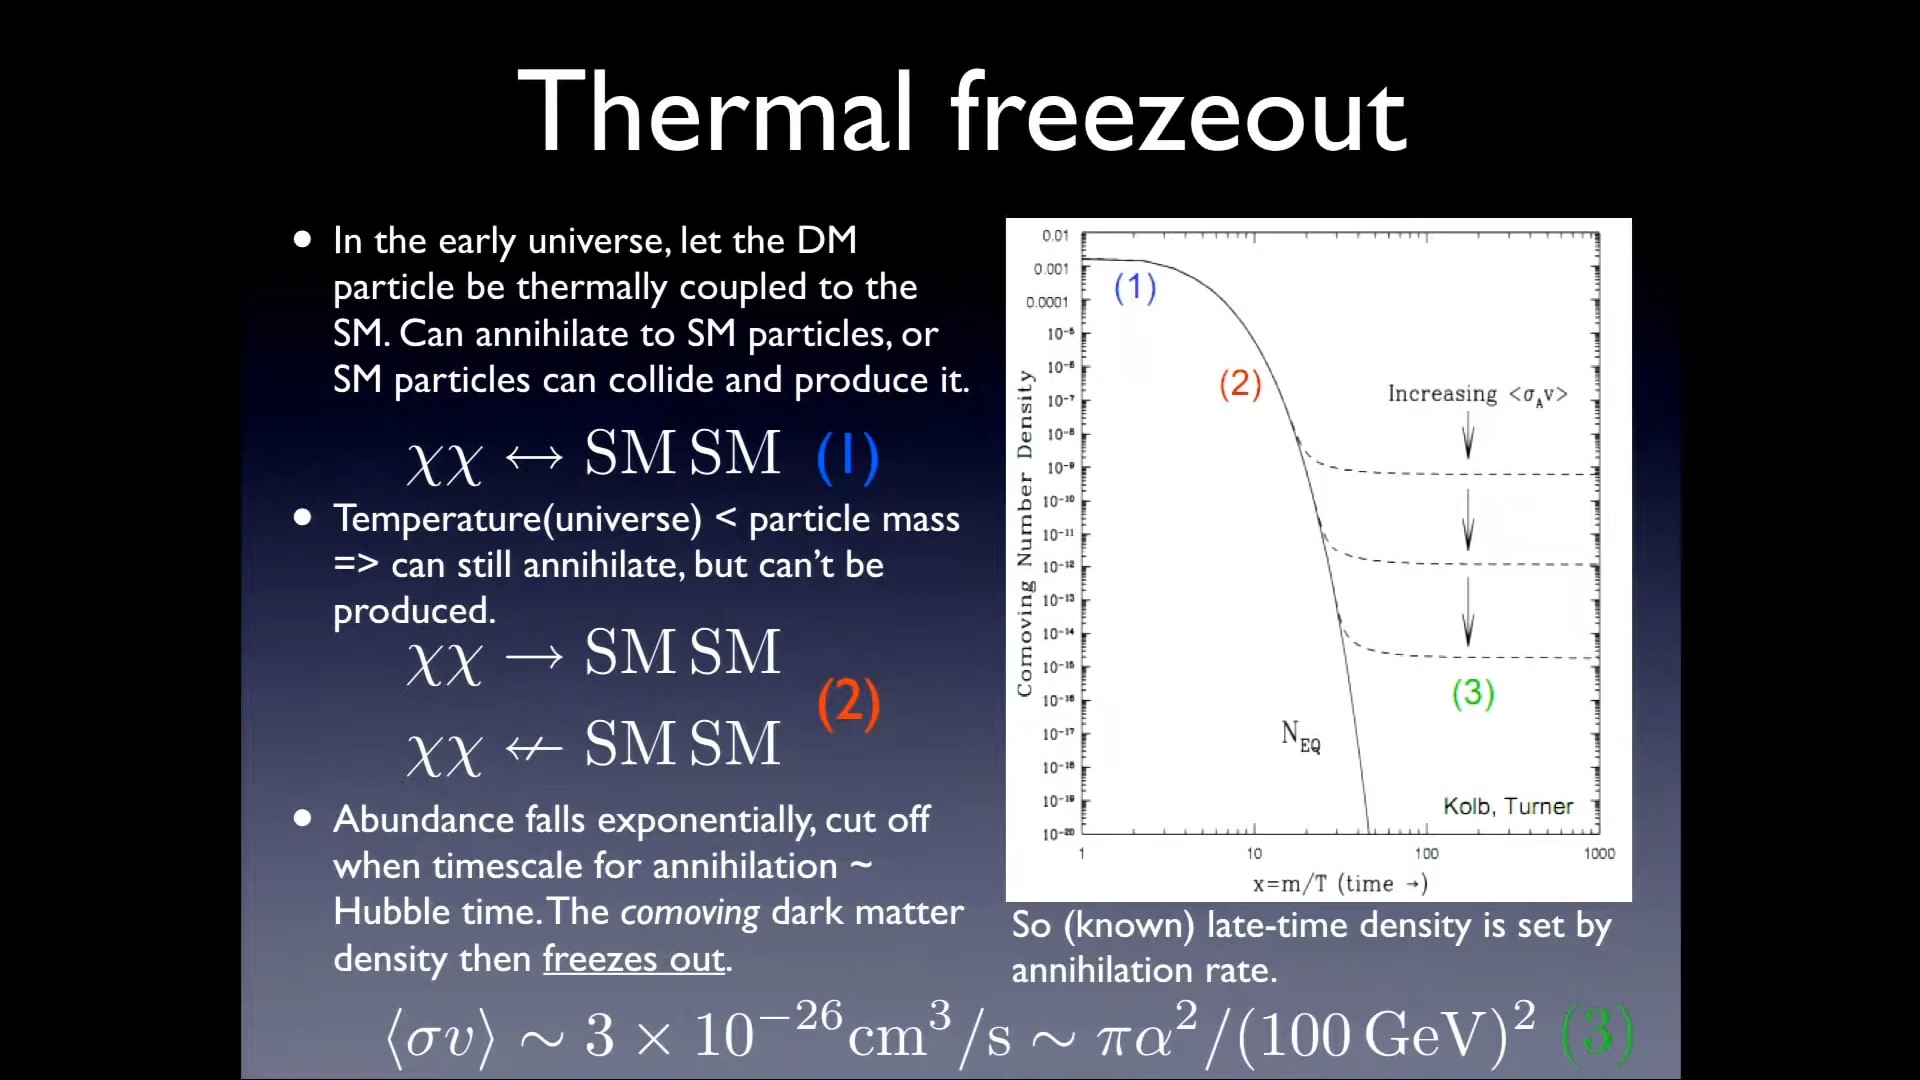 Thermal freezeout
• In the early universe, let the DM
particle be thermally coupled to the
SM. Can annihilate to SM particles, or
SM particles can collide and produce it.
χχ ↔ SM SM (1)
• Temperature(universe) < particle mass
=> can still annihilate, but can't be
produced.
χχ → SM SM
(2)
χχ ↚ SM SM
• Abundance falls exponentially, cut off
when timescale for annihilation ~
Hubble time. The comoving dark matter
density then freezes out.
0.01
0.001
0.0001
10⁻⁵
10⁻⁶
10⁻⁷
10⁻⁸
10⁻⁹
10⁻¹⁰
10⁻¹¹
10⁻¹²
10⁻¹³
10⁻¹⁴
10⁻¹⁵
10⁻¹⁶
10⁻¹⁷
10⁻¹⁸
10⁻¹⁹
10⁻²⁰
Comoving Number Density
(1)
(2)
Increasing <σ_A v>
(3)
N_EQ
Kolb, Turner
1 10 100 1000
x=m/T (time →)
So (known) late-time density is set by
annihilation rate.
⟨σv⟩ ∼ 3 × 10⁻²⁶cm³/s ∼ πα²/(100 GeV)² (3)